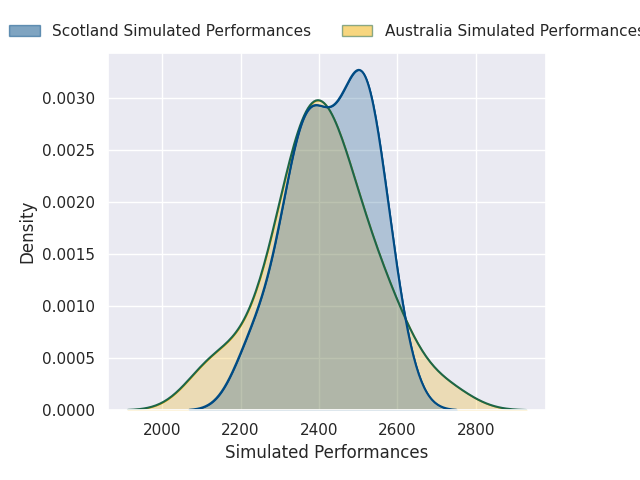 Scotland Simulated Performances Australia Simulated Performances
0.0030
0.0025
0.0020
0.0015
0.0010
0.0005
0.0000
Density
2000 2200 2400 2600 2800
Simulated Performances